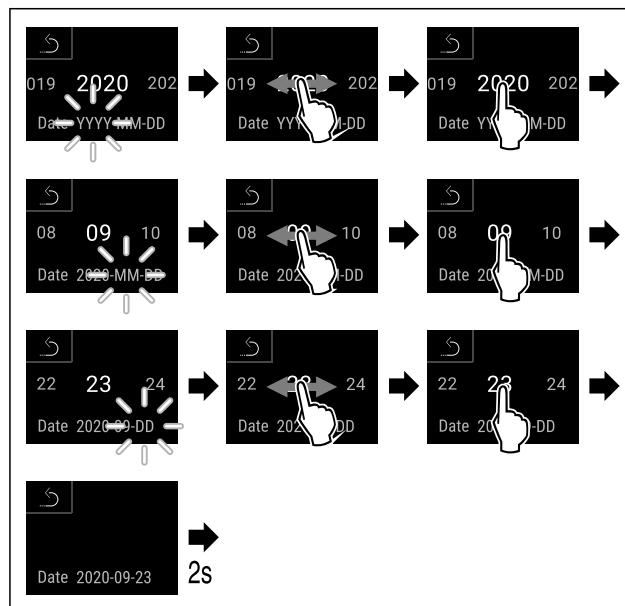 019 2020 202
Date YYYY-MM-DD
019 2020 202
Date YY M-DD
019 2020 202
Date YY M-DD
08 09 10
Date 2020-MM-DD
08 10
Date 202 M-DD
08 09 10
Date 20 M-DD
22 23 24
Date 2020-09-DD
22 23 24
Date 202 DD
22 23 24
Date 20 -DD
Date 2020-09-23
2s